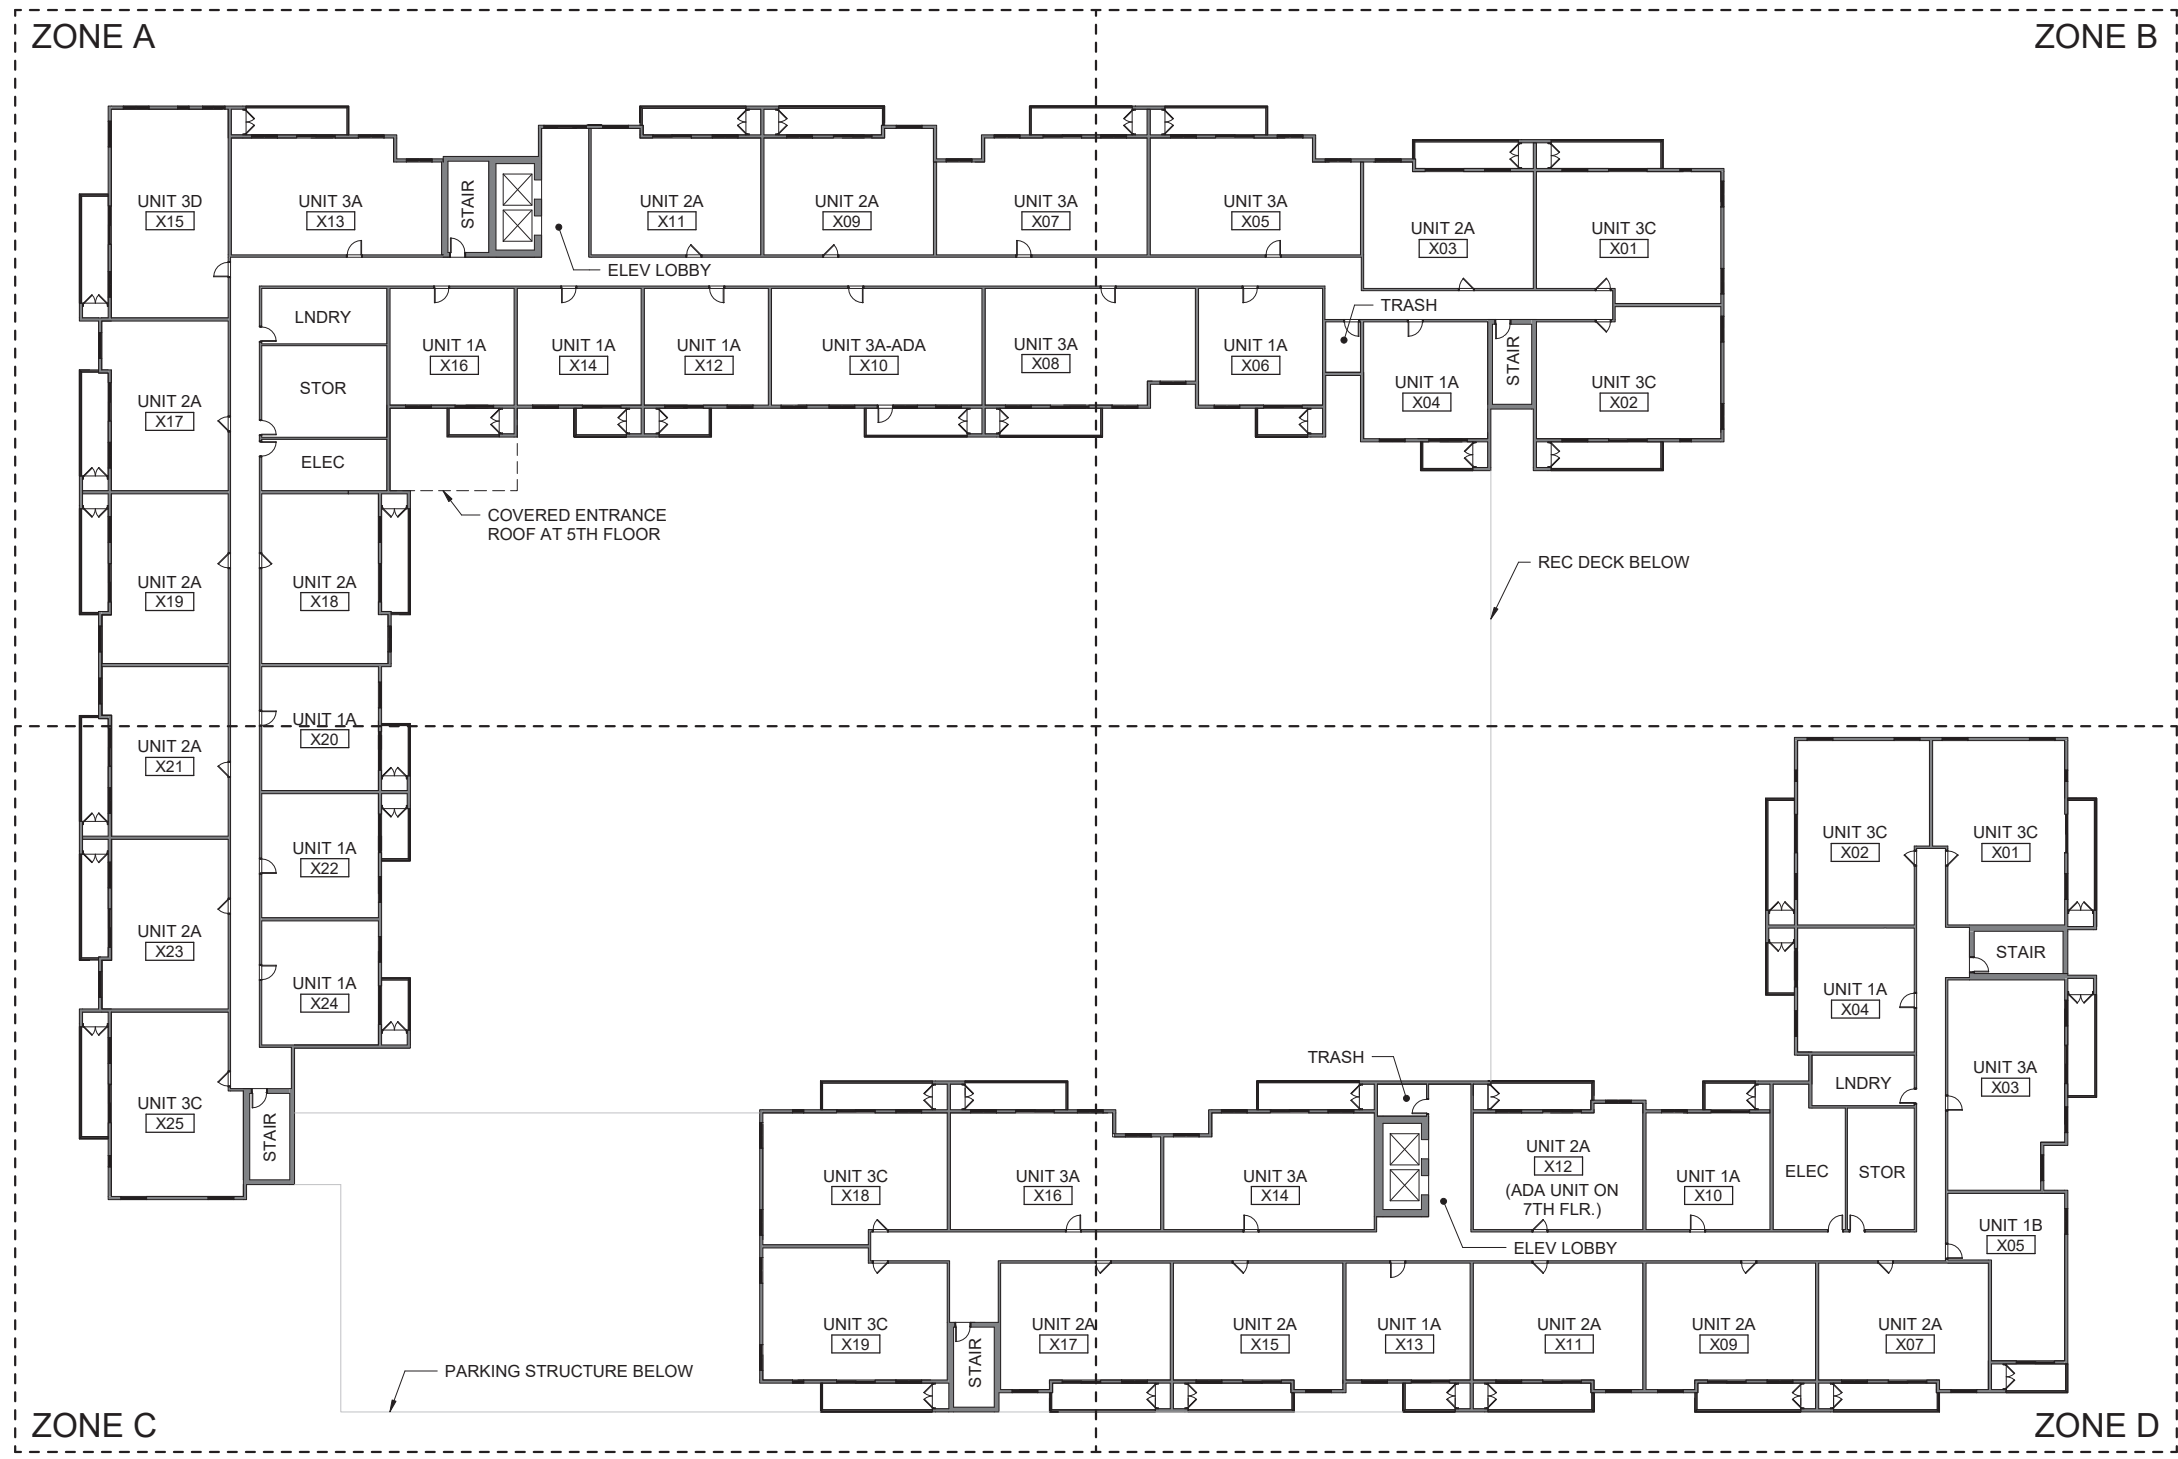 ZONE A
ZONE B
UNIT 3D
X15
UNIT 3A
X13
STAIR
UNIT 2A
X11
UNIT 2A
X09
UNIT 3A
X07
UNIT 3A
X05
UNIT 2A
X03
UNIT 3C
X01
ELEV LOBBY
LNDRY
UNIT 1A
X16
UNIT 1A
X14
UNIT 1A
X12
UNIT 3A-ADA
X10
UNIT 3A
X08
UNIT 1A
X06
TRASH
UNIT 1A
X04
STAIR
UNIT 3C
X02
STOR
ELEC
UNIT 2A
X17
COVERED ENTRANCE
ROOF AT 5TH FLOOR
REC DECK BELOW
UNIT 2A
X19
UNIT 2A
X18
UNIT 1A
X20
UNIT 2A
X21
UNIT 1A
X22
UNIT 2A
X23
UNIT 1A
X24
UNIT 3C
X25
STAIR
UNIT 3C
X02
UNIT 3C
X01
STAIR
UNIT 1A
X04
LNDRY
UNIT 3A
X03
TRASH
UNIT 3C
X18
UNIT 3A
X16
UNIT 3A
X14
UNIT 2A
X12
(ADA UNIT ON
7TH FLR.)
UNIT 1A
X10
ELEC
STOR
UNIT 1B
X05
ELEV LOBBY
UNIT 3C
X19
STAIR
UNIT 2A
X17
UNIT 2A
X15
UNIT 1A
X13
UNIT 2A
X11
UNIT 2A
X09
UNIT 2A
X07
PARKING STRUCTURE BELOW
ZONE C
ZONE D